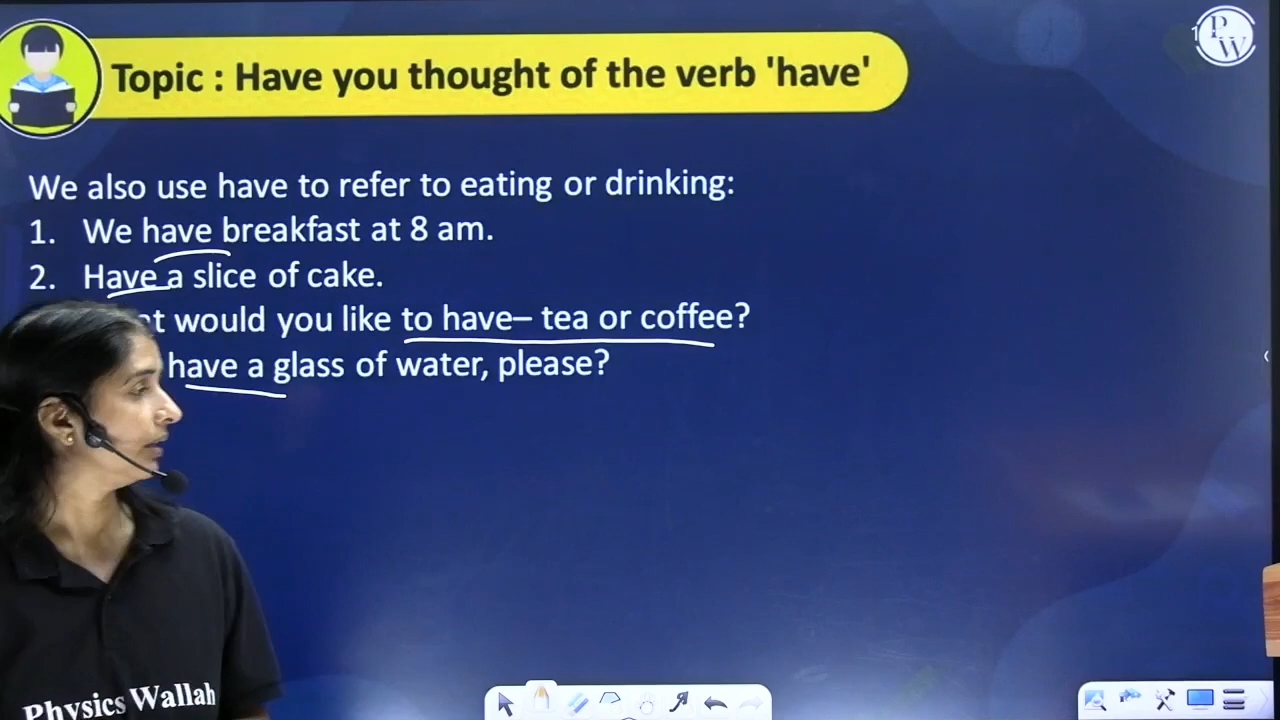 Topic : Have you thought of the verb 'have'
PW
We also use have to refer to eating or drinking:
1. We have breakfast at 8 am.
2. Have a slice of cake.
would you like to have– tea or coffee?
have a glass of water, please?
Physics Wallah